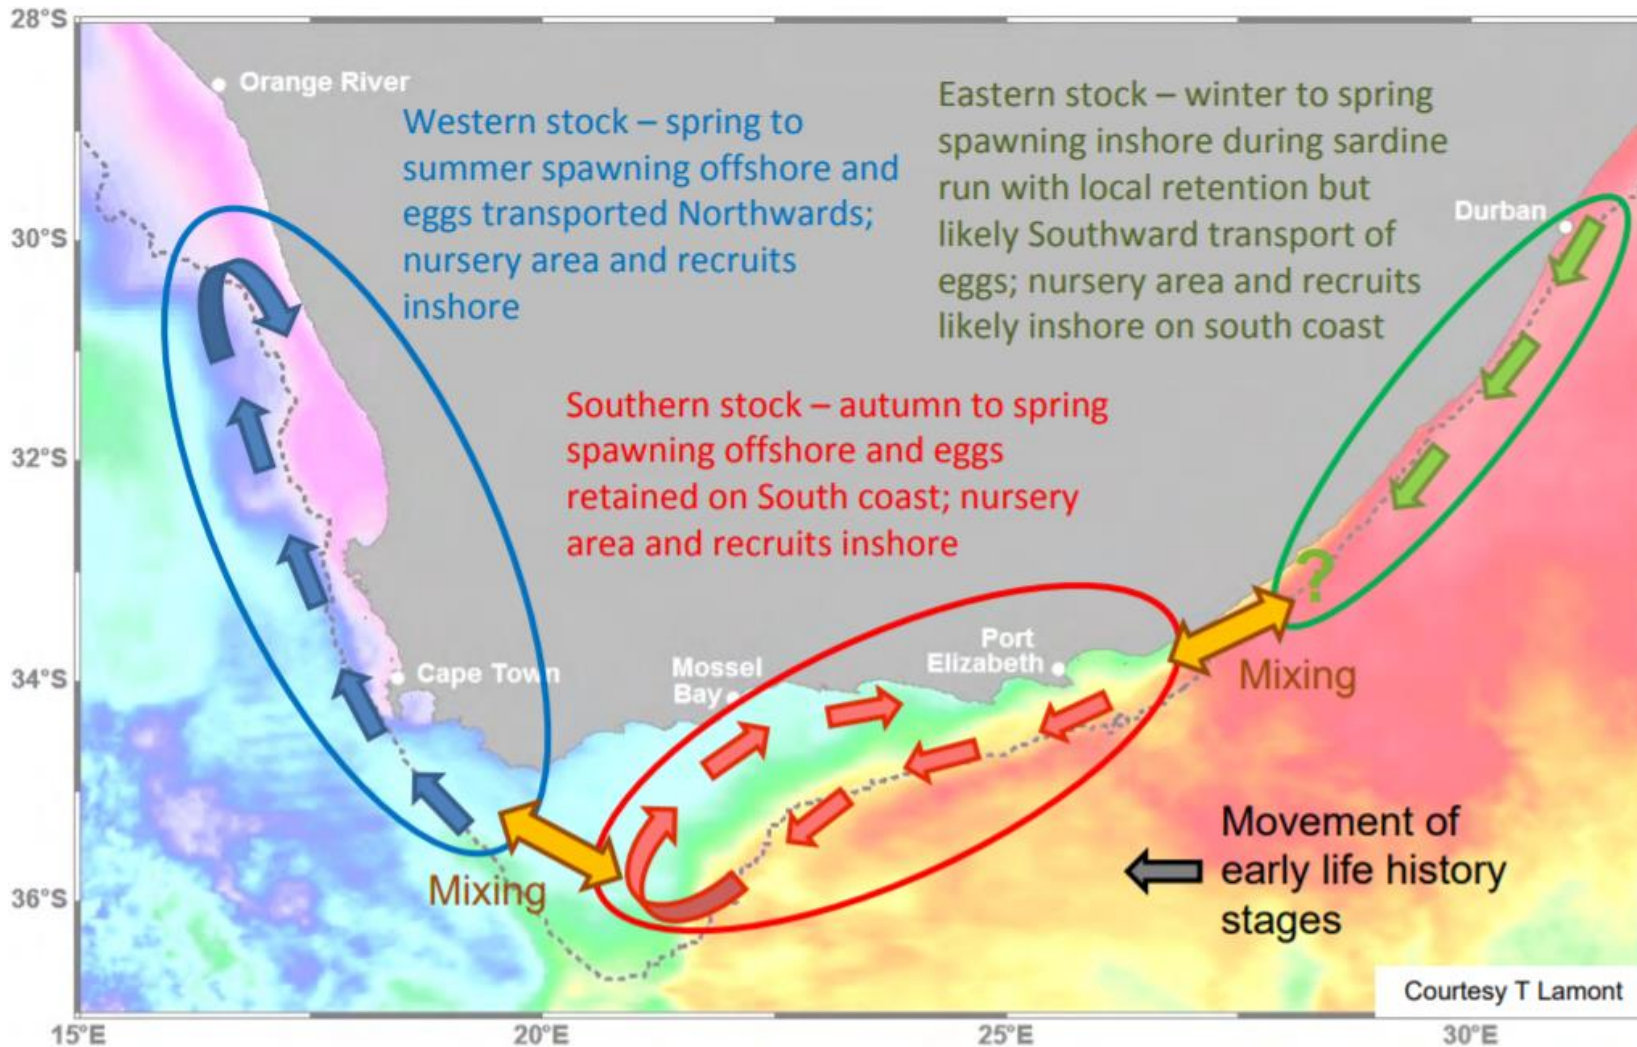 28°S
Orange River
Western stock – spring to
summer spawning offshore and
eggs transported Northwards;
nursery area and recruits
inshore
Eastern stock – winter to spring
spawning inshore during sardine
run with local retention but
likely Southward transport of
eggs; nursery area and recruits
likely inshore on south coast
Durban
30°S
Southern stock – autumn to spring
spawning offshore and eggs
retained on South coast; nursery
area and recruits inshore
32°S
?
34°S
Cape Town
Mossel
Bay
Port
Elizabeth
Mixing
Mixing
36°S
Movement of
early life history
stages
Courtesy T Lamont
15°E
20°E
25°E
30°E